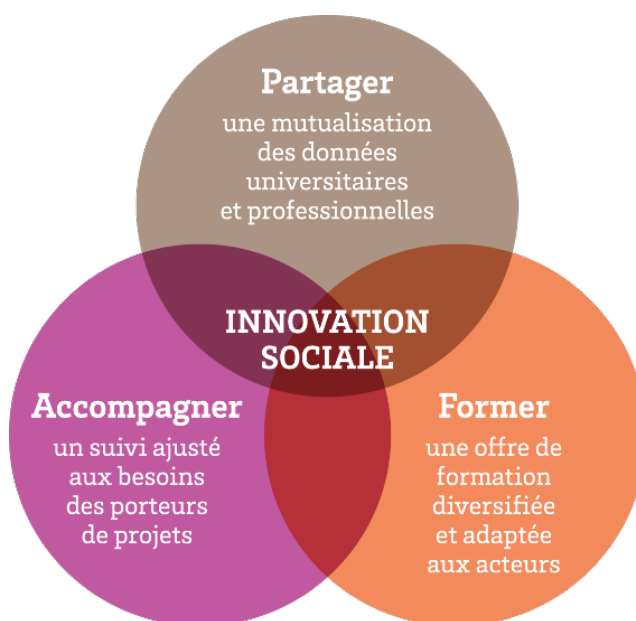 Partager
une mutualisation
des données
universitaires
et professionnelles
INNOVATION
SOCIALE
Accompagner
un suivi ajusté
aux besoins
des porteurs
de projets
Former
une offre de
formation
diversifiée
et adaptée
aux acteurs